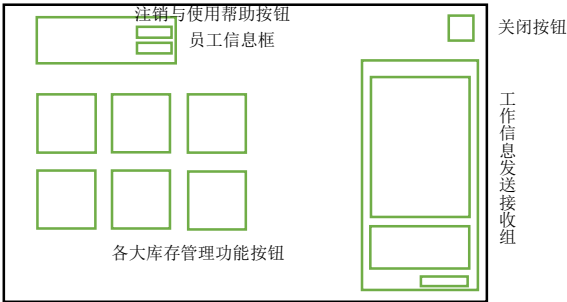 注销与使用帮助按钮
员工信息框
关闭按钮
工作信息发送接收组
各大库存管理功能按钮